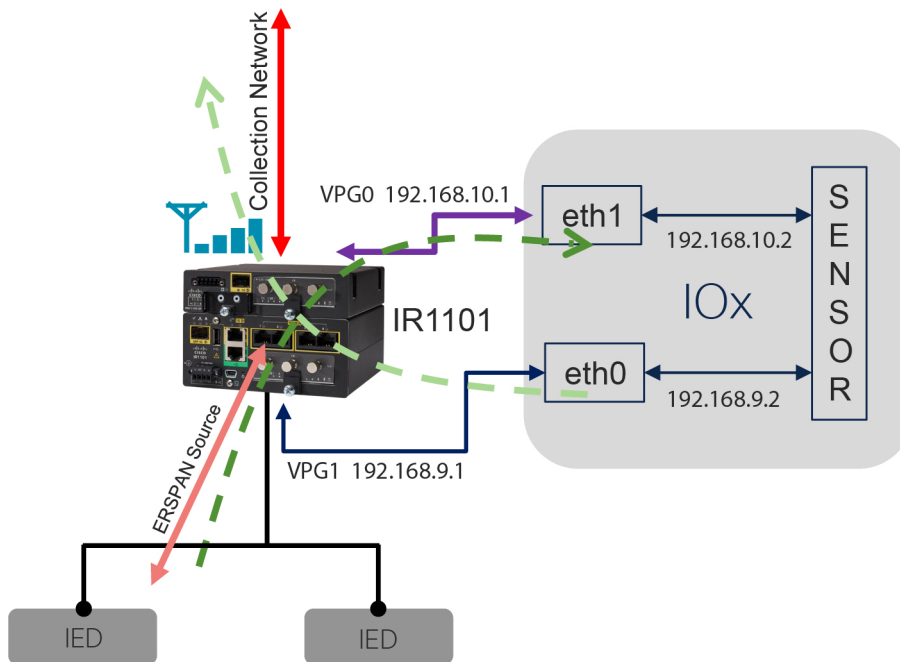 Collection Network
VPG0 192.168.10.1
eth1
192.168.10.2
SENSOR
IOx
IR1101
eth0
192.168.9.2
ERSPAN Source
VPG1 192.168.9.1
IED
IED